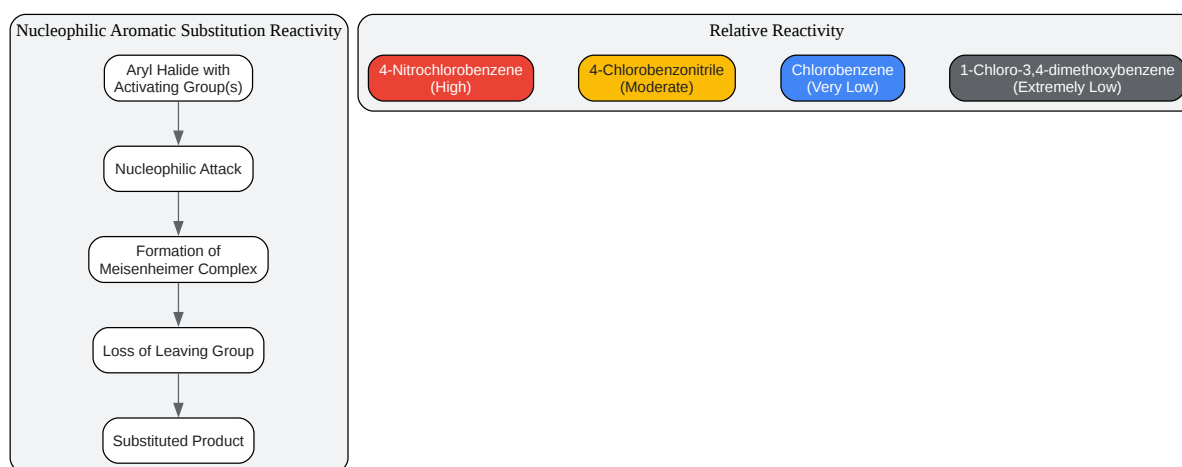 Nucleophilic Aromatic Substitution Reactivity
Aryl Halide with
Activating Group(s)
Nucleophilic Attack
Formation of
Meisenheimer Complex
Loss of Leaving Group
Substituted Product
Relative Reactivity
4-Nitrochlorobenzene
(High)
4-Chlorobenzonitrile
(Moderate)
Chlorobenzene
(Very Low)
1-Chloro-3,4-dimethoxybenzene
(Extremely Low)